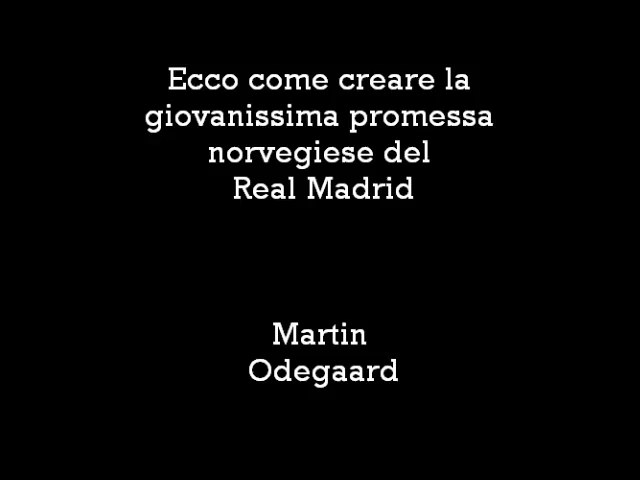 Ecco come creare la
giovanissima promessa
norvegiese del
Real Madrid
Martin
Odegaard